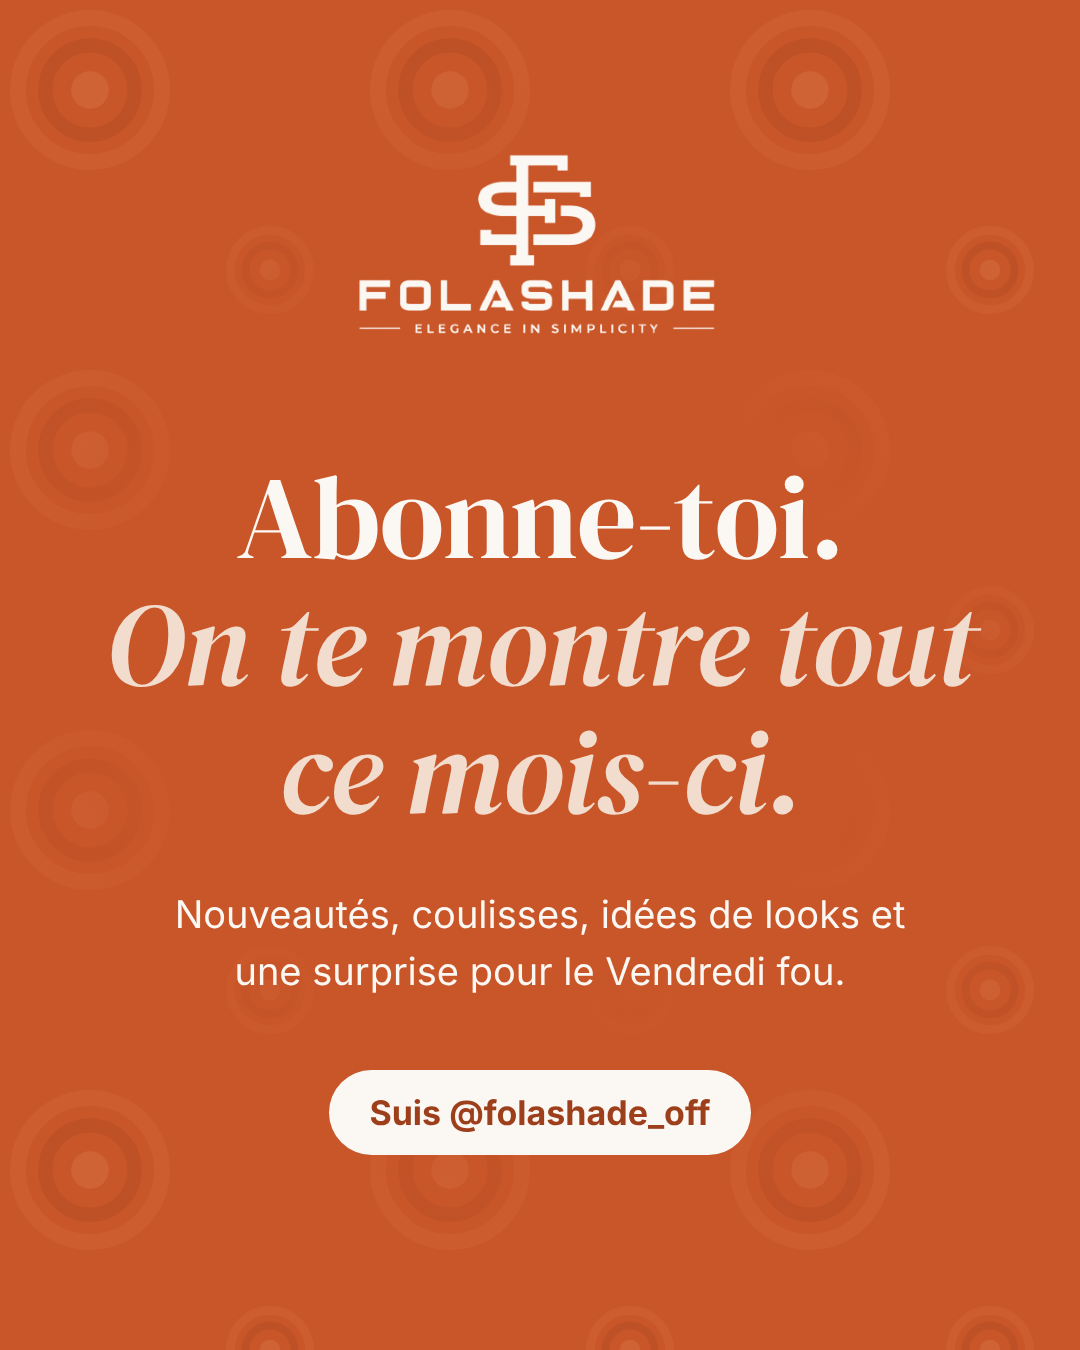 FS
FOLASHADE
ELEGANCE IN SIMPLICITY
Abonne-toi.
On te montre tout
ce mois-ci.
Nouveautés, coulisses, idées de looks et
une surprise pour le Vendredi fou.
Suis @folashade_off